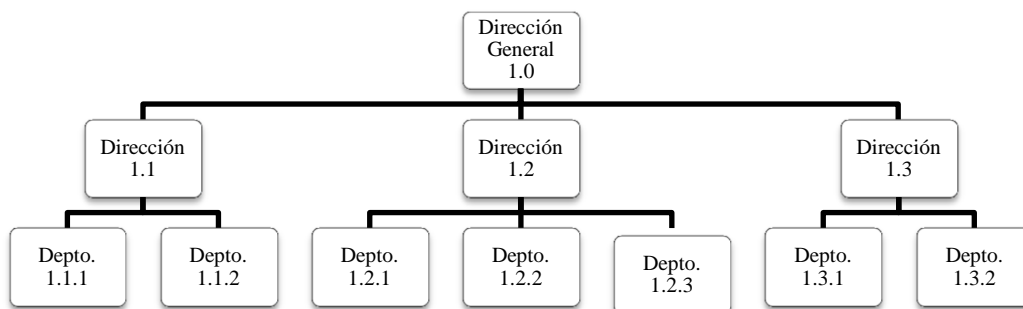 Dirección
General
1.0
Dirección
1.1
Dirección
1.2
Dirección
1.3
Depto.
1.1.1
Depto.
1.1.2
Depto.
1.2.1
Depto.
1.2.2
Depto.
1.2.3
Depto.
1.3.1
Depto.
1.3.2